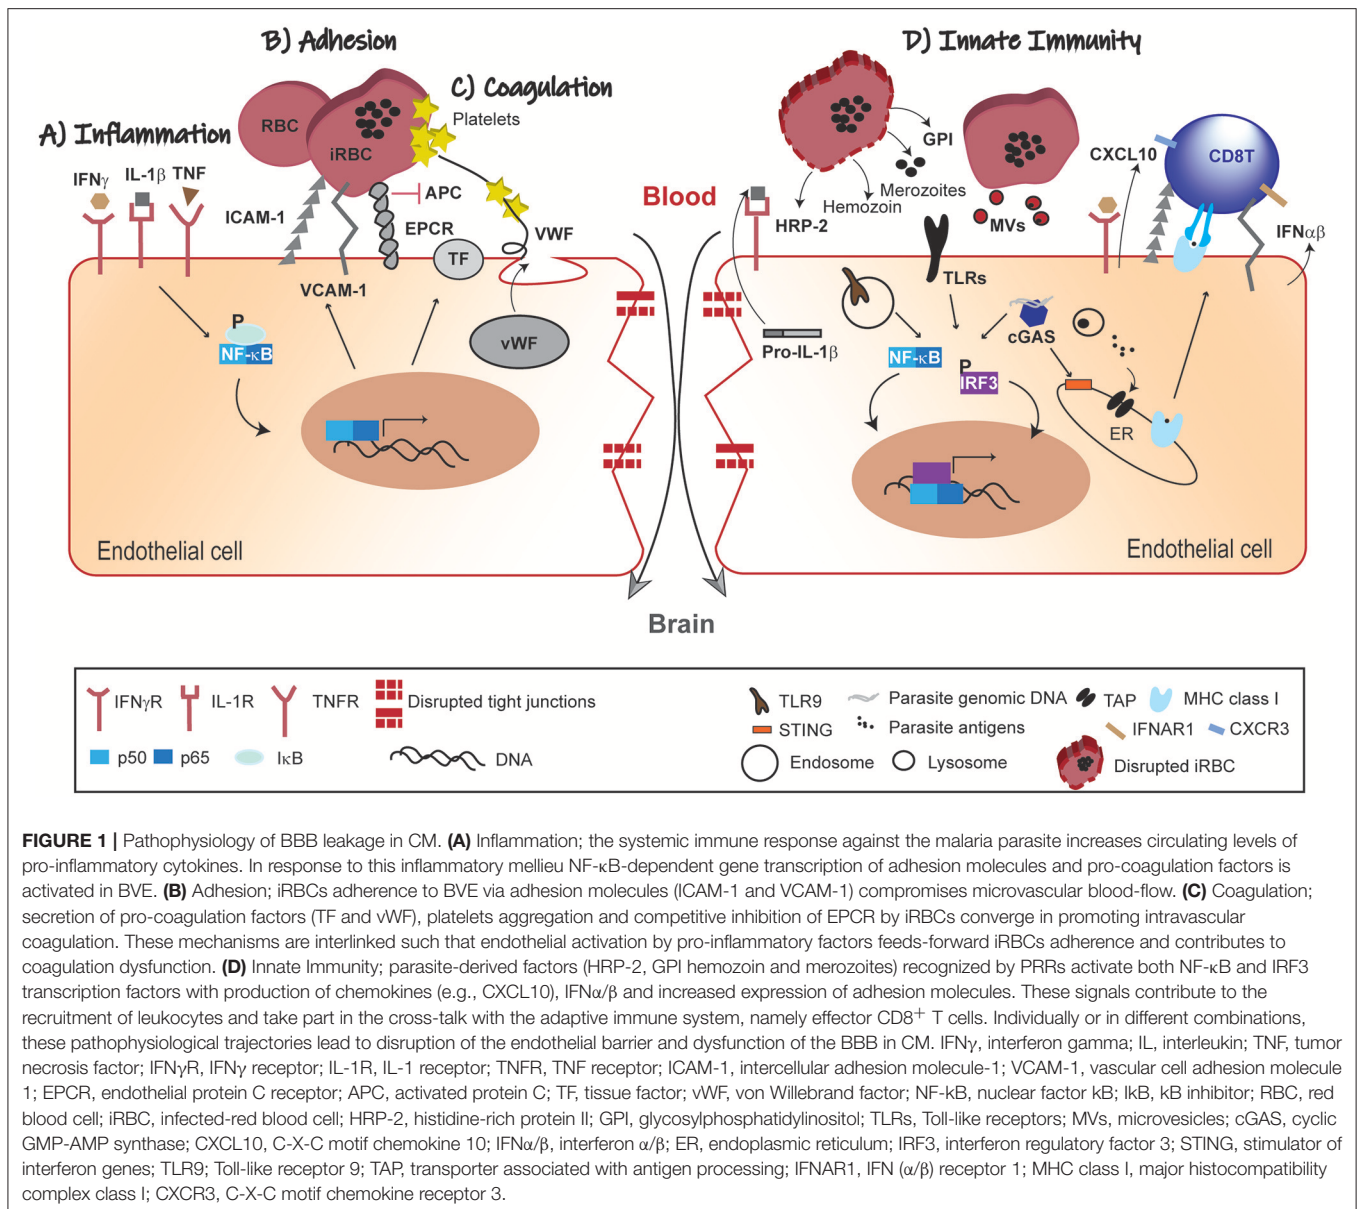 B) Adhesion
D) Innate Immunity
C) Coagulation
Platelets
A) Inflammation
RBC
iRBC
IFNγ
IL-1β
TNF
ICAM-1
APC
EPCR
VCAM-1
TF
VWF
vWF
P
NF-κB
Endothelial cell
Blood
Brain
GPI
Merozoites
Hemozoin
HRP-2
MVs
CXCL10
CD8T
IFNαβ
TLRs
cGAS
Pro-IL-1β
NF-κB
P
IRF3
ER
Endothelial cell
IFNγR
IL-1R
TNFR
Disrupted tight junctions
p50
p65
IκB
DNA
TLR9
Parasite genomic DNA
TAP
MHC class I
STING
Parasite antigens
IFNAR1
CXCR3
Endosome
Lysosome
Disrupted iRBC
FIGURE 1 | Pathophysiology of BBB leakage in CM. (A) Inflammation; the systemic immune response against the malaria parasite increases circulating levels of
pro-inflammatory cytokines. In response to this inflammatory mellieu NF-κB-dependent gene transcription of adhesion molecules and pro-coagulation factors is
activated in BVE. (B) Adhesion; iRBCs adherence to BVE via adhesion molecules (ICAM-1 and VCAM-1) compromises microvascular blood-flow. (C) Coagulation;
secretion of pro-coagulation factors (TF and vWF), platelets aggregation and competitive inhibition of EPCR by iRBCs converge in promoting intravascular
coagulation. These mechanisms are interlinked such that endothelial activation by pro-inflammatory factors feeds-forward iRBCs adherence and contributes to
coagulation dysfunction. (D) Innate Immunity; parasite-derived factors (HRP-2, GPI hemozoin and merozoites) recognized by PRRs activate both NF-κB and IRF3
transcription factors with production of chemokines (e.g., CXCL10), IFNα/β and increased expression of adhesion molecules. These signals contribute to the
recruitment of leukocytes and take part in the cross-talk with the adaptive immune system, namely effector CD8+ T cells. Individually or in different combinations,
these pathophysiological trajectories lead to disruption of the endothelial barrier and dysfunction of the BBB in CM. IFNγ, interferon gamma; IL, interleukin; TNF, tumor
necrosis factor; IFNγR, IFNγ receptor; IL-1R, IL-1 receptor; TNFR, TNF receptor; ICAM-1, intercellular adhesion molecule-1; VCAM-1, vascular cell adhesion molecule
1; EPCR, endothelial protein C receptor; APC, activated protein C; TF, tissue factor; vWF, von Willebrand factor; NF-kB, nuclear factor kB; IkB, kB inhibitor; RBC, red
blood cell; iRBC, infected-red blood cell; HRP-2, histidine-rich protein II; GPI, glycosylphosphatidylinositol; TLRs, Toll-like receptors; MVs, microvesicles; cGAS, cyclic
GMP-AMP synthase; CXCL10, C-X-C motif chemokine 10; IFNα/β, interferon α/β; ER, endoplasmic reticulum; IRF3, interferon regulatory factor 3; STING, stimulator of
interferon genes; TLR9; Toll-like receptor 9; TAP, transporter associated with antigen processing; IFNAR1, IFN (α/β) receptor 1; MHC class I, major histocompatibility
complex class I; CXCR3, C-X-C motif chemokine receptor 3.